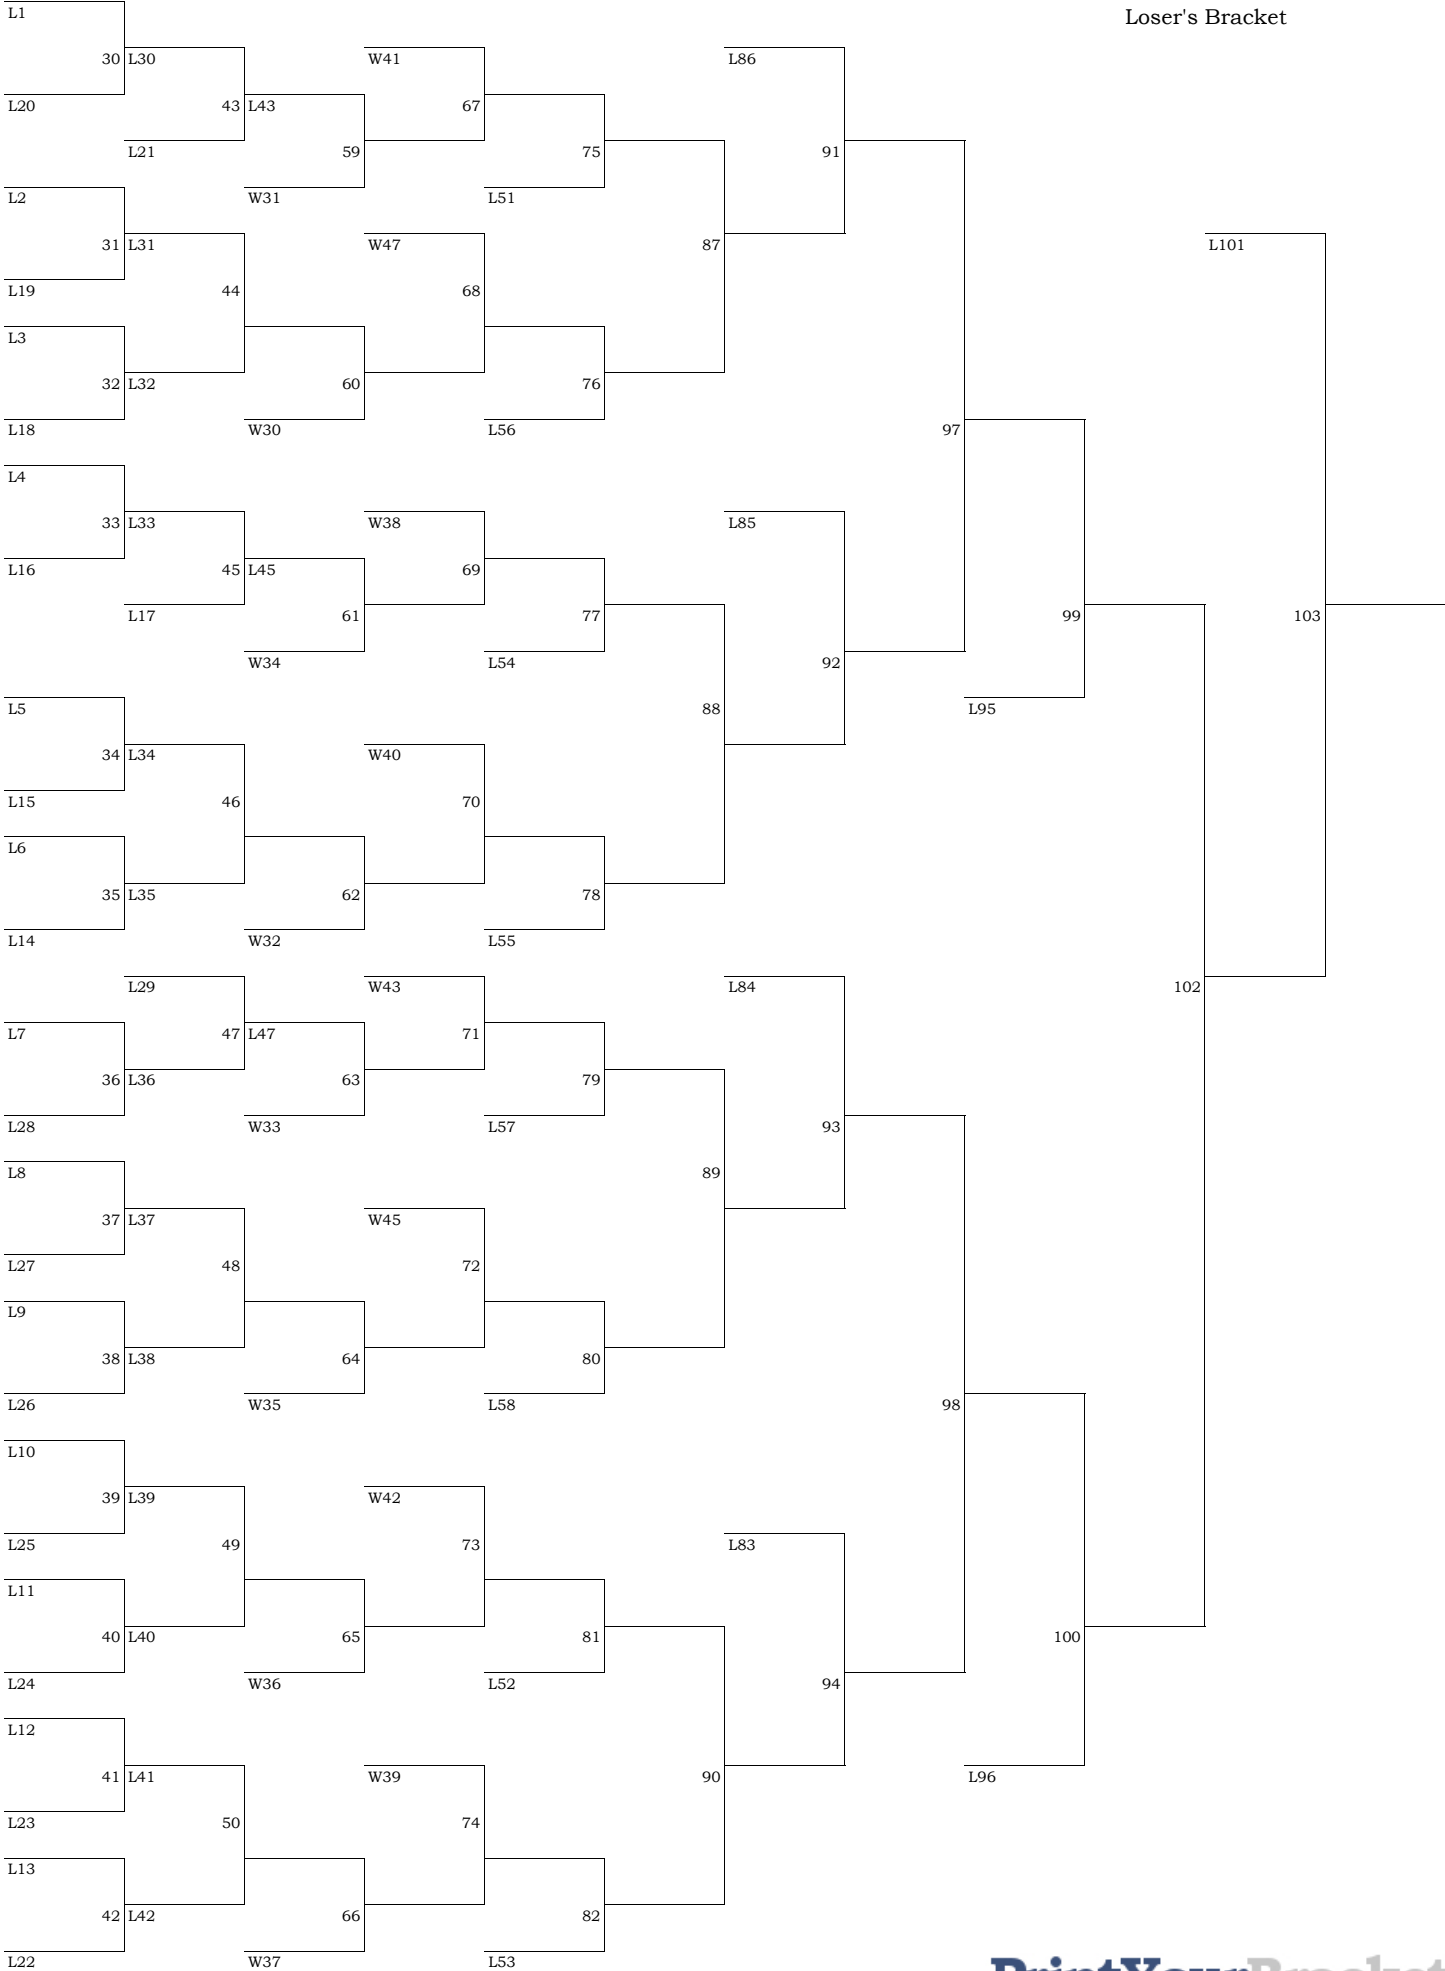 L1 Loser's Bracket
30 L30 W41 L86
L20 43 L43 67
L21 59 75 91
L2 W31 L51
31 L31 W47 87 L101
L19 44 68
L3
32 L32 60 76
L18 W30 L56 97
L4
33 L33 W38 L85
L16 45 L45 69
L17 61 77 99 103
W34 L54 92
L5 88 L95
34 L34 W40
L15 46 70
L6
35 L35 62 78
L14 W32 L55
L29 W43 L84 102
L7 47 L47 71
36 L36 63 79
L28 W33 L57 93
L8 89
37 L37 W45
L27 48 72
L9
38 L38 64 80
L26 W35 L58 98
L10
39 L39 W42
L25 49 73 L83
L11
40 L40 65 81 100
L24 W36 L52 94
L12
41 L41 W39 90 L96
L23 50 74
L13
42 L42 66 82
L22 W37 L53
PrintYourBracket